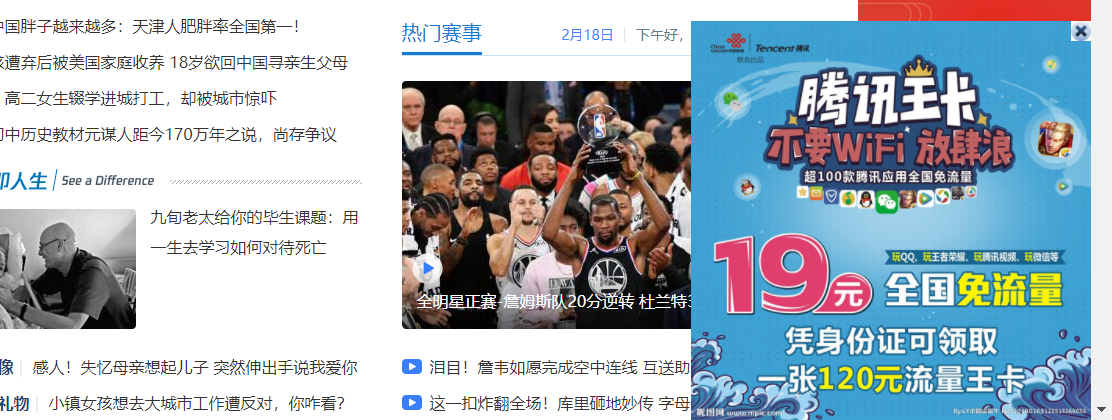 中国胖子越来越多：天津人肥胖率全国第一！
孩遭弃后被美国家庭收养 18岁欲回中国寻亲生父母
高二女生辍学进城打工，却被城市惊吓
初中历史教材元谋人距今170万年之说，尚存争议
即人生 See a Difference
九旬老太给你的毕生课题：用
一生去学习如何对待死亡
像 感人！失忆母亲想起儿子 突然伸出手说我爱你
礼物 小镇女孩想去大城市工作遭反对，你咋看?
热门赛事
2月18日 下午好，
全明星正赛-詹姆斯队20分逆转 杜兰特3
泪目！詹韦如愿完成空中连线 互送助
这一扣炸翻全场！库里砸地妙传 字母
China unicom中国联通 Tencent 腾讯
联合出品
腾讯王卡
不要WiFi 放肆浪
超100款腾讯应用全国免流量
19元
玩QQ、玩王者荣耀、玩腾讯视频、玩微信等
全国免流量
凭身份证可领取
一张120元流量王卡
昵图网 www.nipic.com